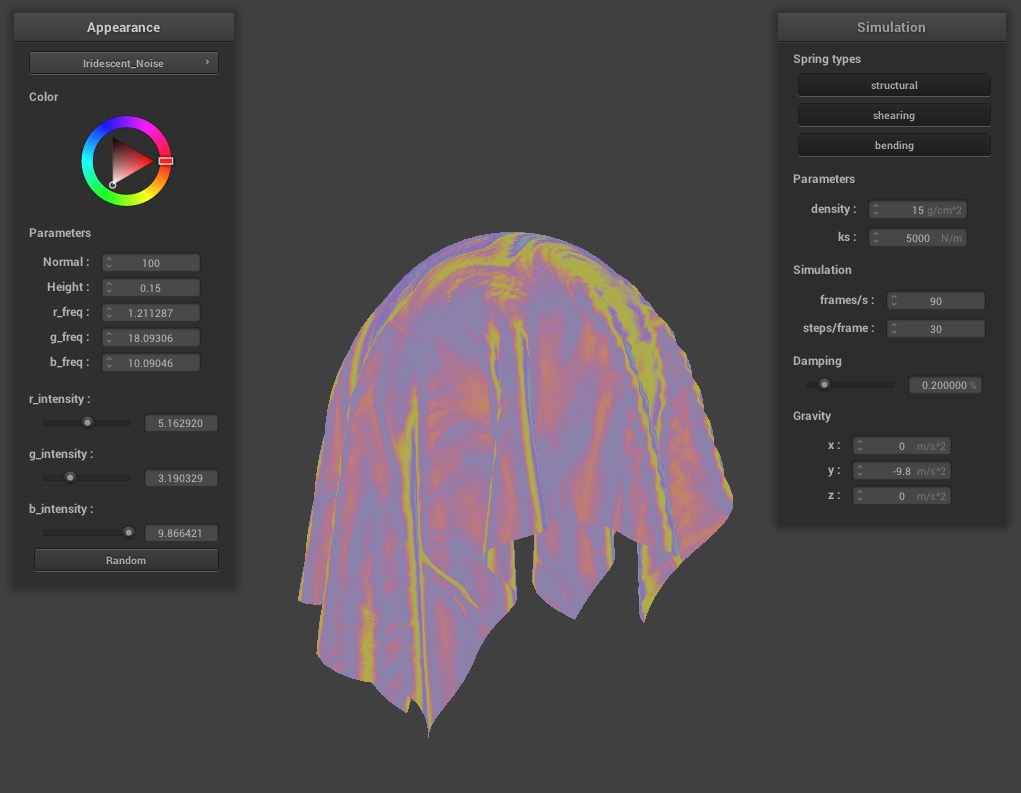 Appearance
Iridescent_Noise
Color
Parameters
Normal : 100
Height : 0.15
r_freq : 1.211287
g_freq : 18.09306
b_freq : 10.09046
r_intensity :
5.162920
g_intensity :
3.190329
b_intensity :
9.866421
Random
Simulation
Spring types
structural
shearing
bending
Parameters
density : 15 g/cm^2
ks : 5000 N/m
Simulation
frames/s : 90
steps/frame : 30
Damping
0.200000 %
Gravity
x : 0 m/s^2
y : -9.8 m/s^2
z : 0 m/s^2